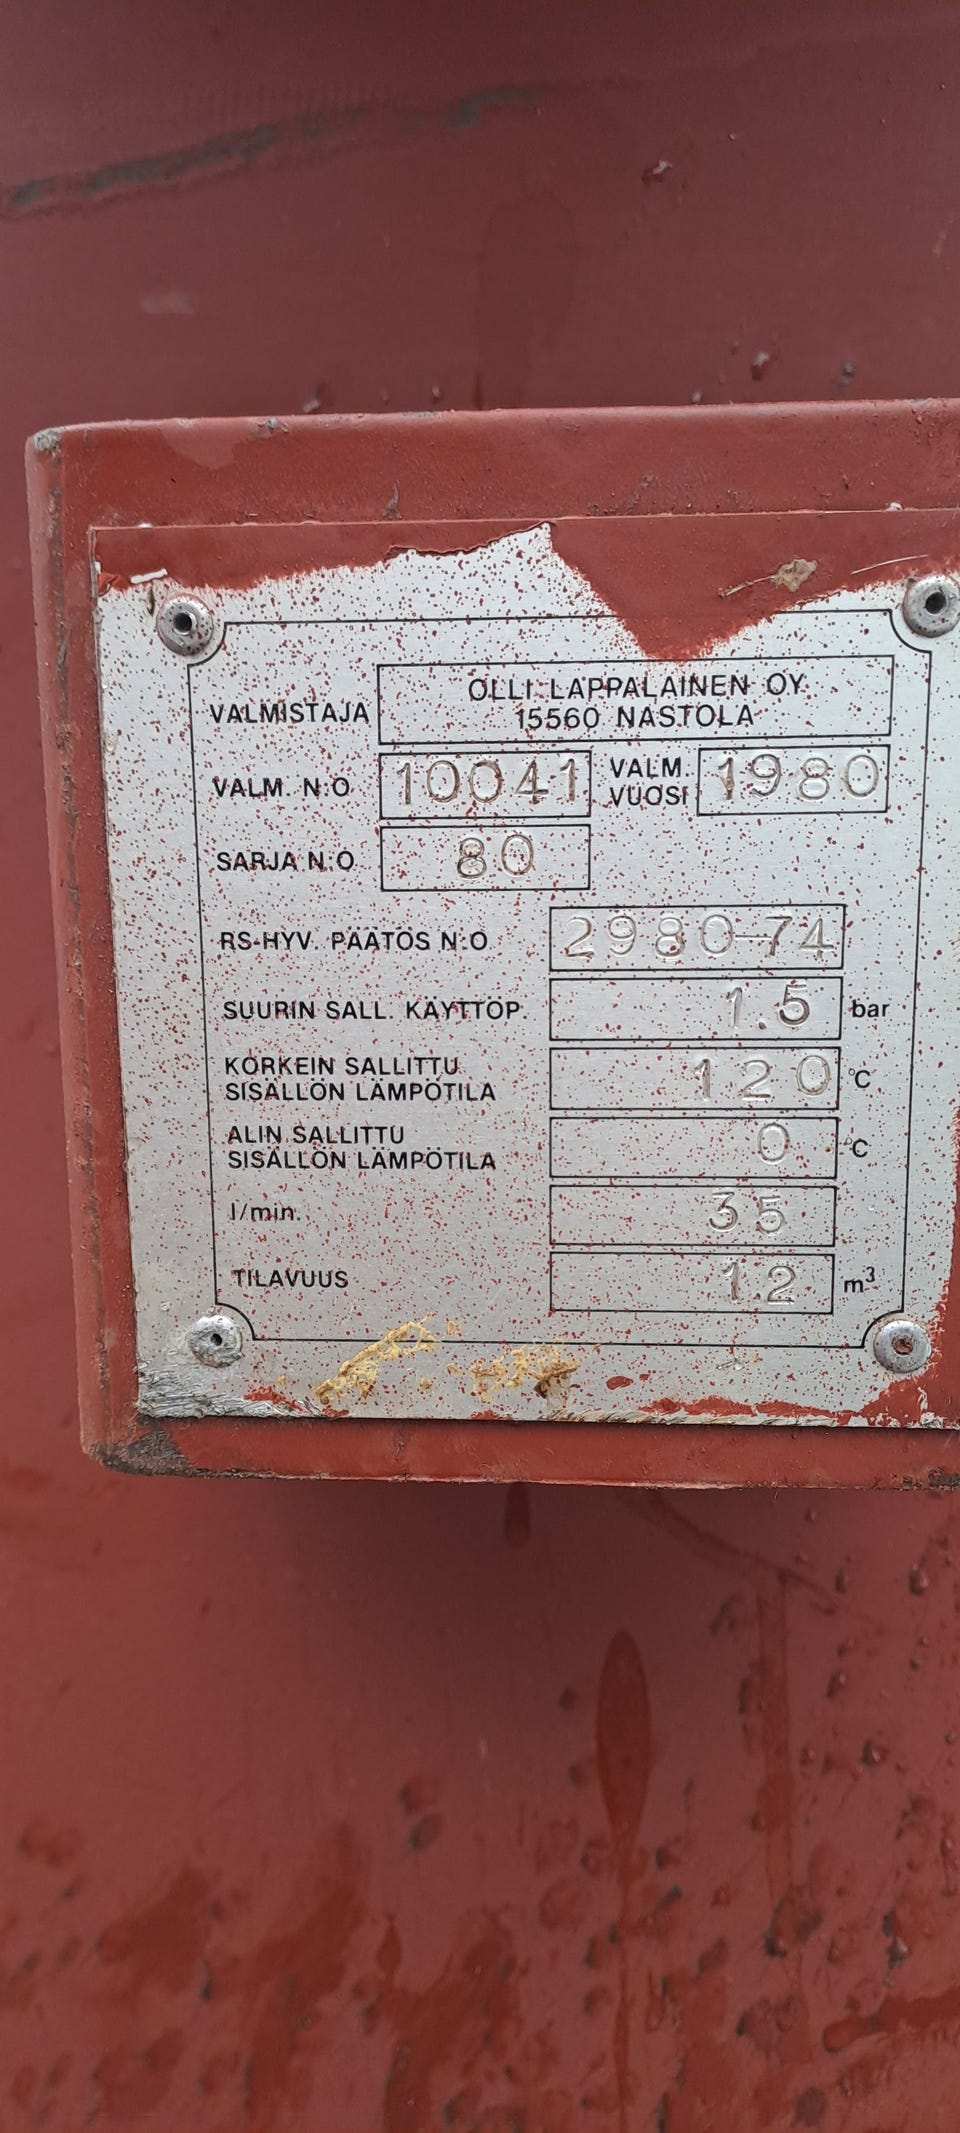 VALMISTAJA OLLI LAPPALAINEN OY
15560 NASTOLA
VALM. N:O 10041 VALM. VUOSI 1980
SARJA N:O 80
RS-HYV. PÄÄTÖS N:O 2980-74
SUURIN SALL. KÄYTTÖP. 1.5 bar
KORKEIN SALLITTU
SISÄLLÖN LÄMPÖTILA 120 °C
ALIN SALLITTU
SISÄLLÖN LÄMPÖTILA 0 °C
l/min. 35
TILAVUUS 1.2 m³